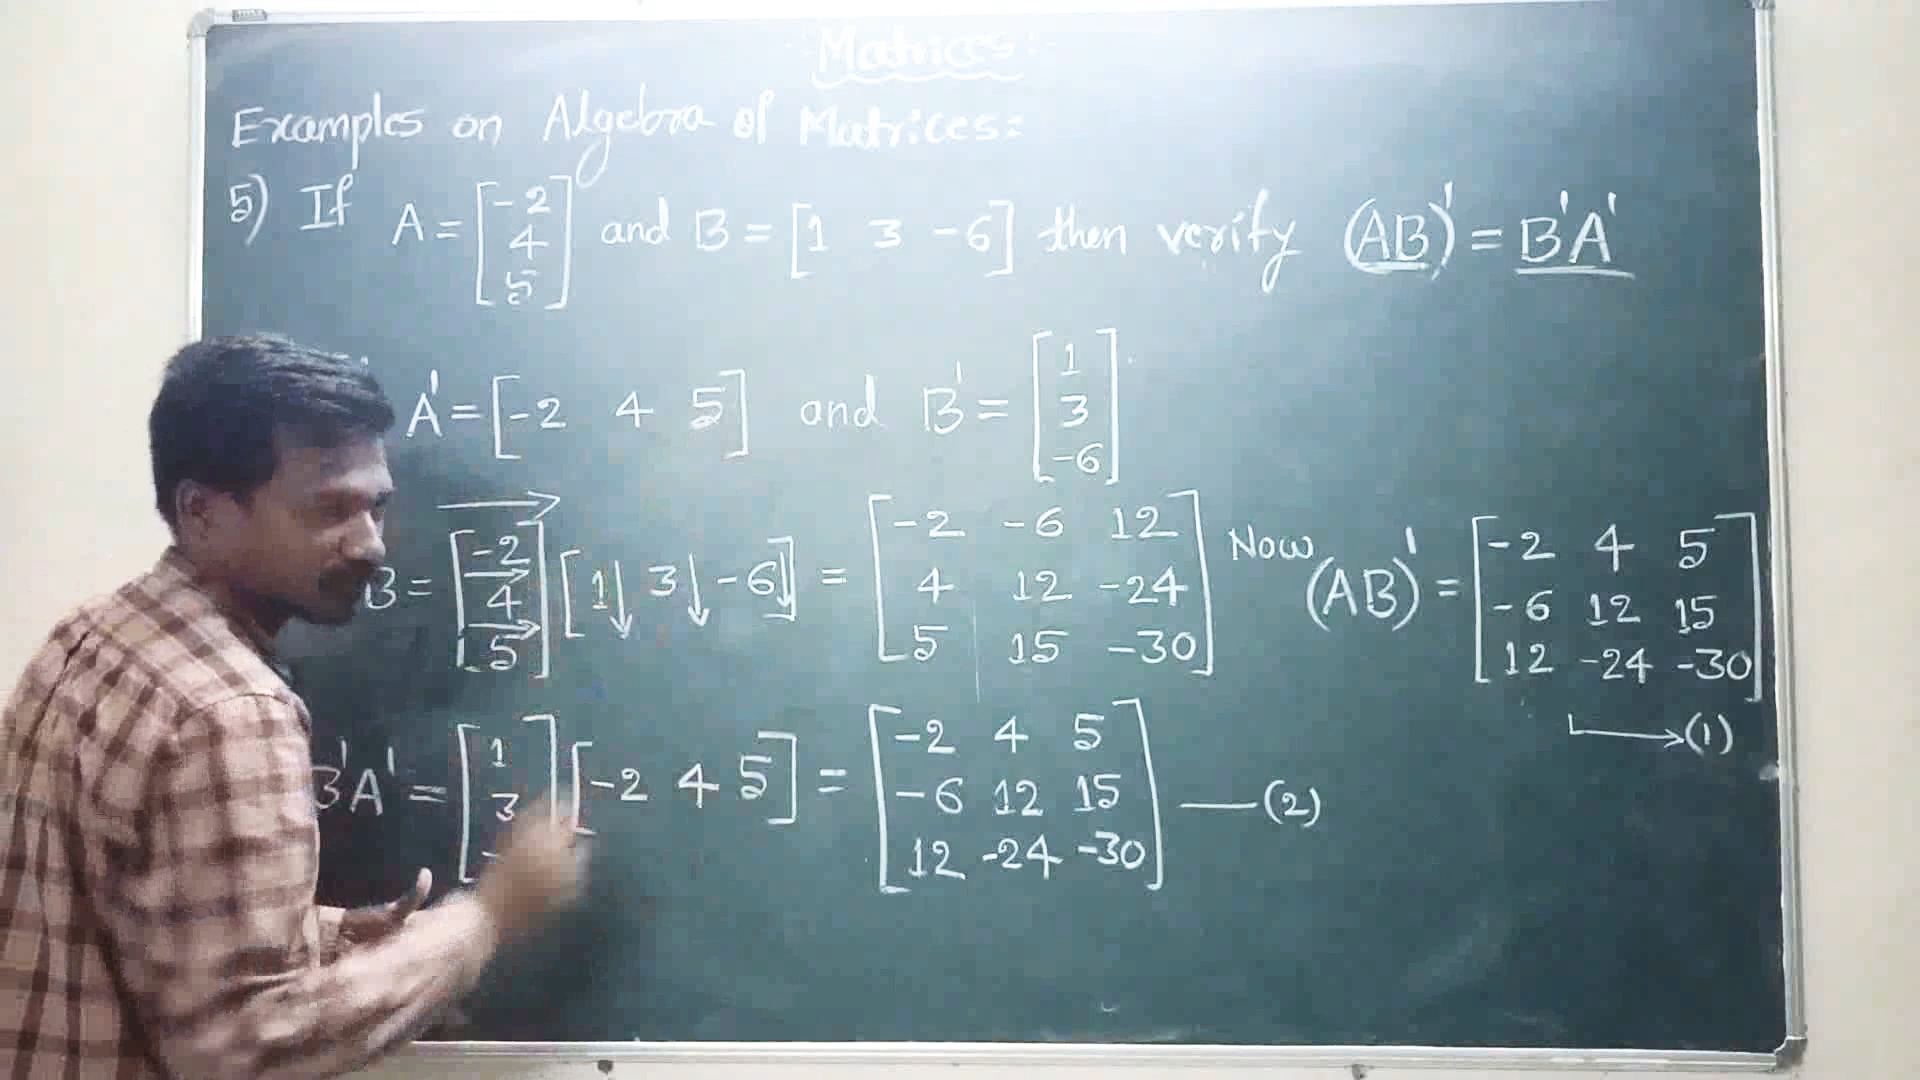 Matrices:-
Examples on Algebra of Matrices:
5) If A = [-2 4 5] and B = [1 3 -6] then verify (AB)' = B'A'
A' = [-2 4 5] and B' = [1 3 -6]
B = [-2 4 5] [1 3 -6] = [-2 -6 12
4 12 -24
5 15 -30]
Now (AB)' = [-2 4 5
-6 12 15
12 -24 -30]
→(1)
B'A' = [1 3 [-2 4 5] = [-2 4 5
-6 12 15
12 -24 -30] —(2)